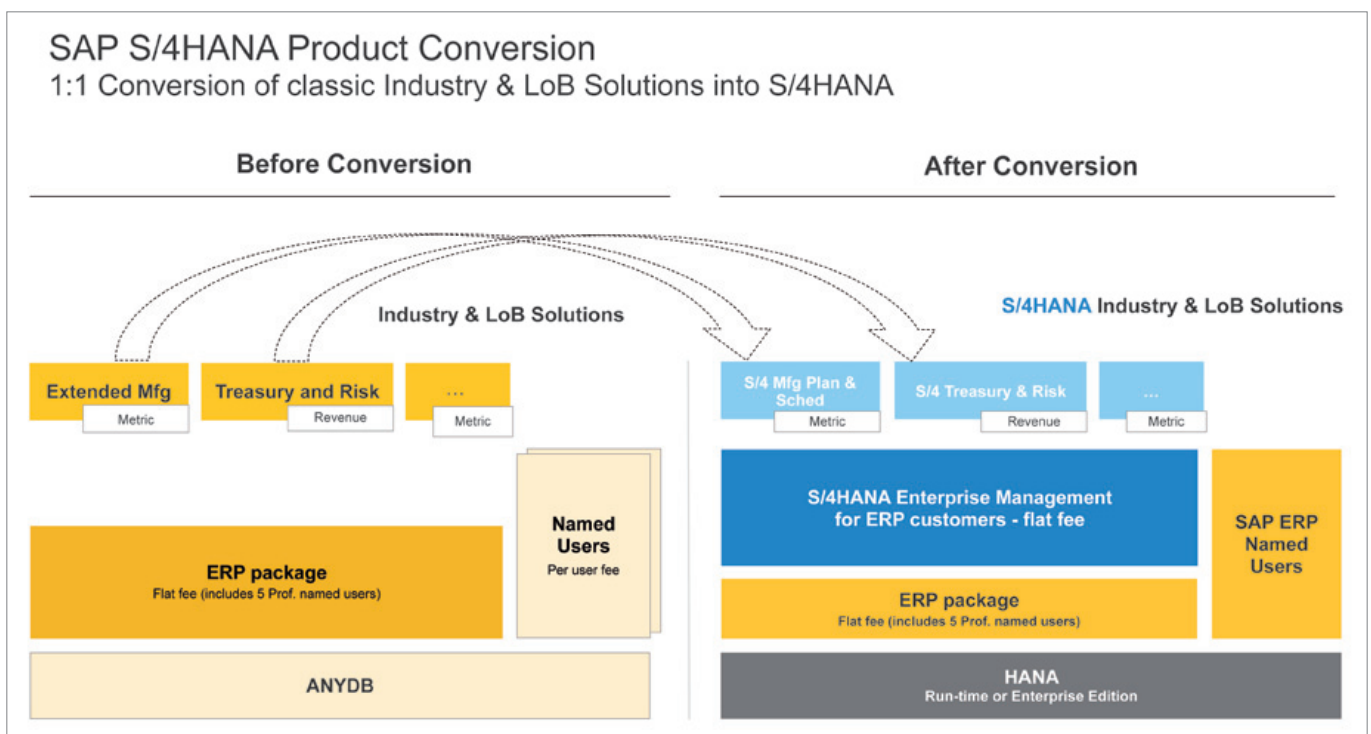 SAP S/4HANA Product Conversion
1:1 Conversion of classic Industry & LoB Solutions into S/4HANA
Before Conversion
Industry & LoB Solutions
Extended Mfg
Metric
Treasury and Risk
Revenue
...
Metric
Named
Users
Per user fee
ERP package
Flat fee (includes 5 Prof. named users)
ANYDB
After Conversion
S/4HANA Industry & LoB Solutions
S/4 Mfg Plan &
Sched
Metric
S/4 Treasury & Risk
Revenue
...
Metric
S/4HANA Enterprise Management
for ERP customers - flat fee
SAP ERP
Named
Users
ERP package
Flat fee (includes 5 Prof. named users)
HANA
Run-time or Enterprise Edition